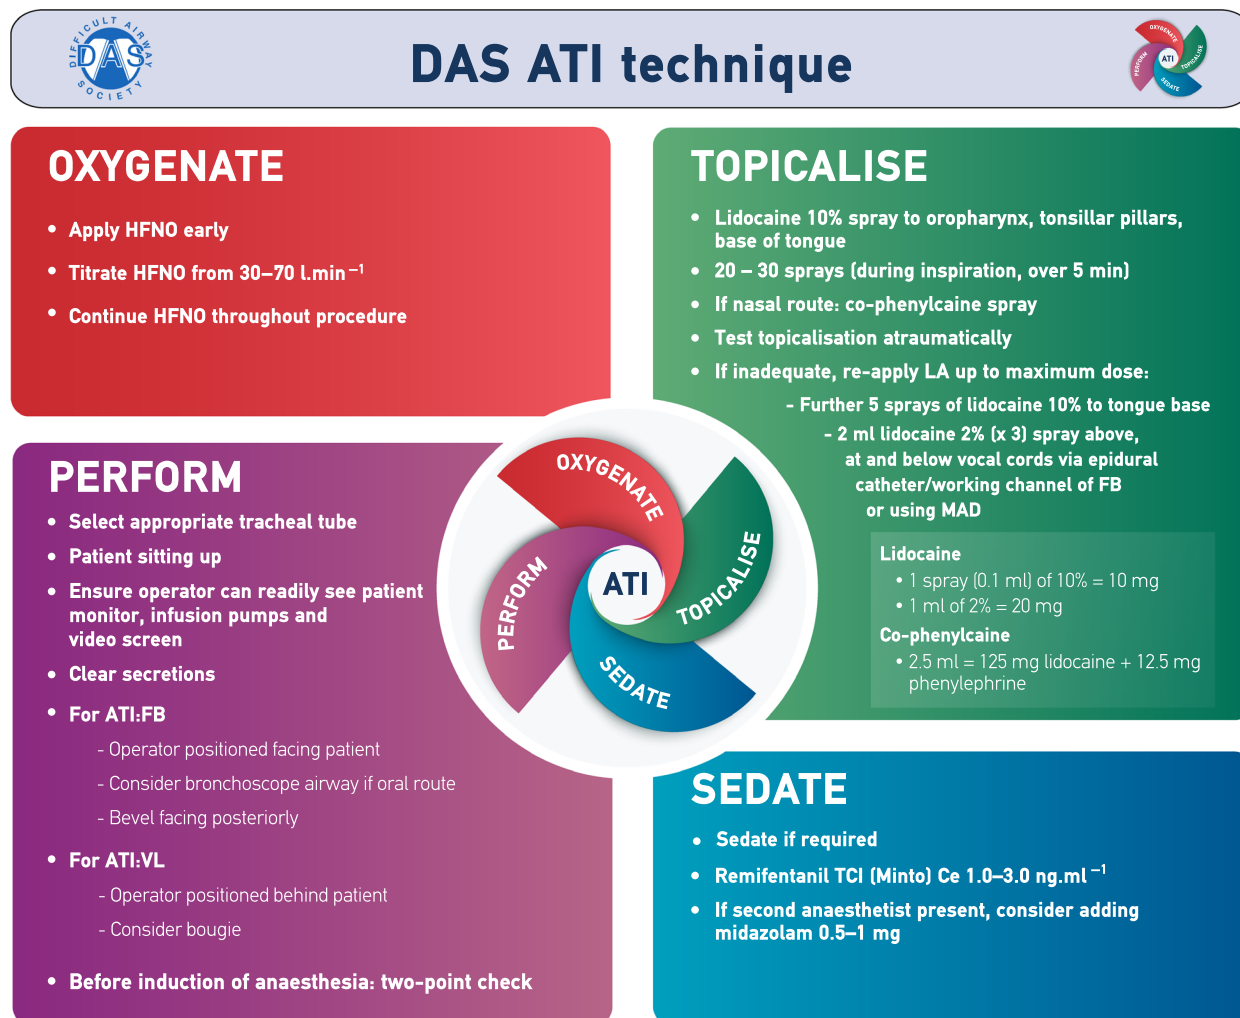 DIFFICULT AIRWAY
DAS
SOCIETY
DAS ATI technique
OXYGENATE
TOPICALISE
SEDATE
PERFORM
ATI
OXYGENATE
• Apply HFNO early
• Titrate HFNO from 30–70 l.min⁻¹
• Continue HFNO throughout procedure
TOPICALISE
• Lidocaine 10% spray to oropharynx, tonsillar pillars,
base of tongue
• 20 – 30 sprays (during inspiration, over 5 min)
• If nasal route: co-phenylcaine spray
• Test topicalisation atraumatically
• If inadequate, re-apply LA up to maximum dose:
- Further 5 sprays of lidocaine 10% to tongue base
- 2 ml lidocaine 2% (x 3) spray above,
at and below vocal cords via epidural
catheter/working channel of FB
or using MAD
Lidocaine
• 1 spray (0.1 ml) of 10% = 10 mg
• 1 ml of 2% = 20 mg
Co-phenylcaine
• 2.5 ml = 125 mg lidocaine + 12.5 mg
phenylephrine
PERFORM
• Select appropriate tracheal tube
• Patient sitting up
• Ensure operator can readily see patient
monitor, infusion pumps and
video screen
• Clear secretions
• For ATI:FB
- Operator positioned facing patient
- Consider bronchoscope airway if oral route
- Bevel facing posteriorly
• For ATI:VL
- Operator positioned behind patient
- Consider bougie
• Before induction of anaesthesia: two-point check
OXYGENATE
TOPICALISE
SEDATE
PERFORM
ATI
SEDATE
• Sedate if required
• Remifentanil TCI (Minto) Ce 1.0–3.0 ng.ml⁻¹
• If second anaesthetist present, consider adding
midazolam 0.5–1 mg